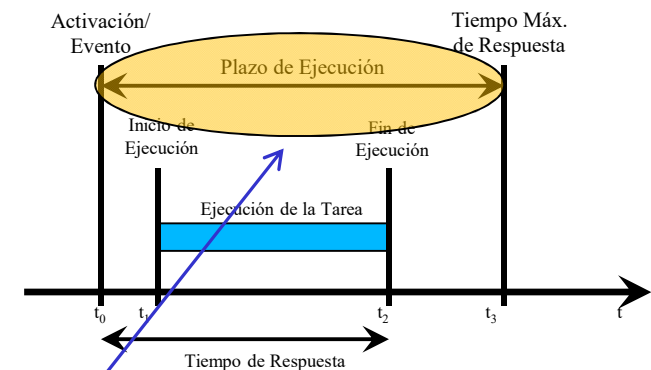 Activación/
Evento
Tiempo Máx.
de Respuesta
Plazo de Ejecución
Inicio de
Ejecución
Fin de
Ejecución
Ejecución de la Tarea
t0
t1
t2
t3
t
Tiempo de Respuesta